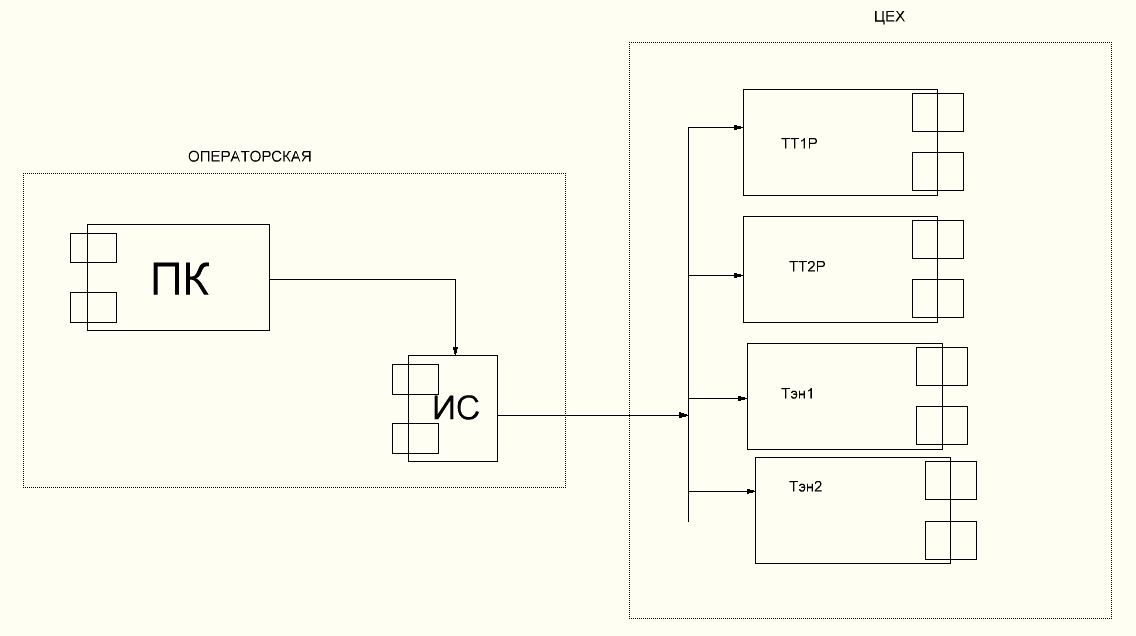 ЦЕХ
ОПЕРАТОРСКАЯ
ТТ1Р
ТТ2Р
ПК
Тэн1
ИС
Тэн2